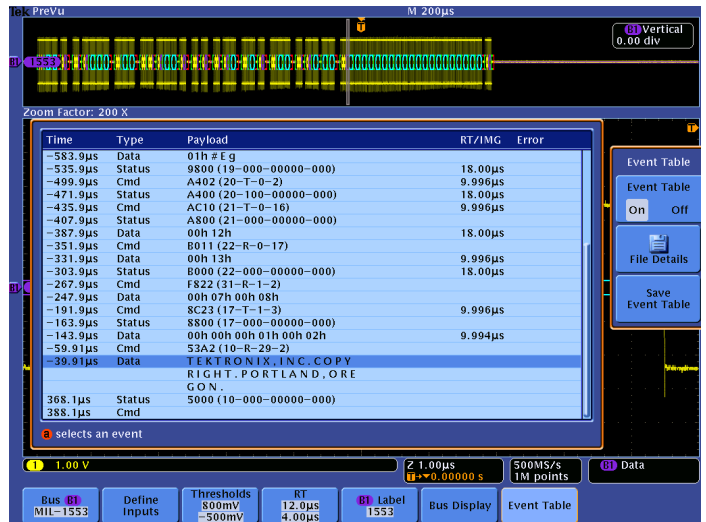 Tek PreVu M 200µs
B1 Vertical
0.00 div
B1 1553
Zoom Factor: 200 X
Time Type Payload RT/IMG Error
-583.9µs Data 01h # E g
-535.9µs Status 9800 (19-000-00000-000) 18.00µs
-499.9µs Cmd A402 (20-T-0-2) 9.996µs
-471.9µs Status A400 (20-100-00000-000) 18.00µs
-435.9µs Cmd AC10 (21-T-0-16) 9.996µs
-407.9µs Status A800 (21-000-00000-000)
-387.9µs Data 00h 12h 18.00µs
-351.9µs Cmd B011 (22-R-0-17)
-331.9µs Data 00h 13h 9.996µs
-303.9µs Status B000 (22-000-00000-000) 18.00µs
-267.9µs Cmd F822 (31-R-1-2)
-247.9µs Data 00h 07h 00h 08h
-191.9µs Cmd 8C23 (17-T-1-3) 9.996µs
-163.9µs Status 8800 (17-000-00000-000)
-143.9µs Data 00h 00h 00h 01h 00h 02h 9.994µs
-59.91µs Cmd 53A2 (10-R-29-2)
-39.91µs Data T E K T R O N I X , I N C . C O P Y
R I G H T . P O R T L A N D , O R E
G O N .
368.1µs Status 5000 (10-000-00000-000)
388.1µs Cmd
a selects an event
Event Table
Event Table
On Off
File Details
Save
Event Table
B1
1 1.00 V
Z 1.00µs
T→▼0.00000 s
500MS/s
1M points
B1 Data
Bus B1
MIL-1553
Define
Inputs
Thresholds
800mV
-500mV
RT
12.0µs
4.00µs
B1 Label
1553
Bus Display
Event Table